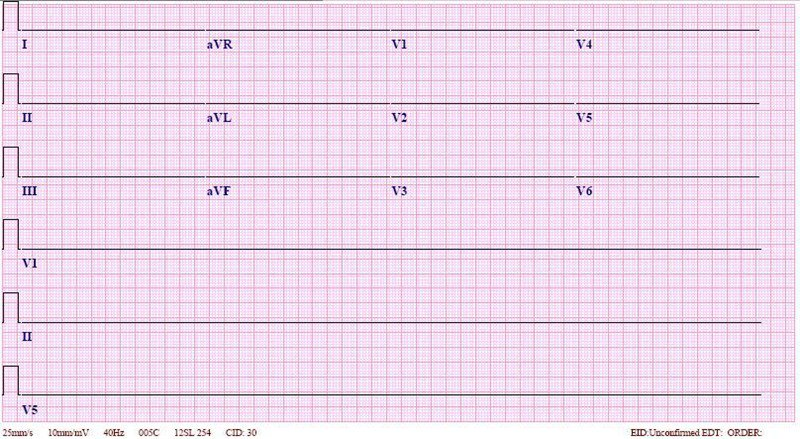 I aVR V1 V4
II aVL V2 V5
III aVF V3 V6
V1
II
V5
25mm/s 10mm/mV 40Hz 005C 12SL 254 CID: 30 EID:Unconfirmed EDT: ORDER: